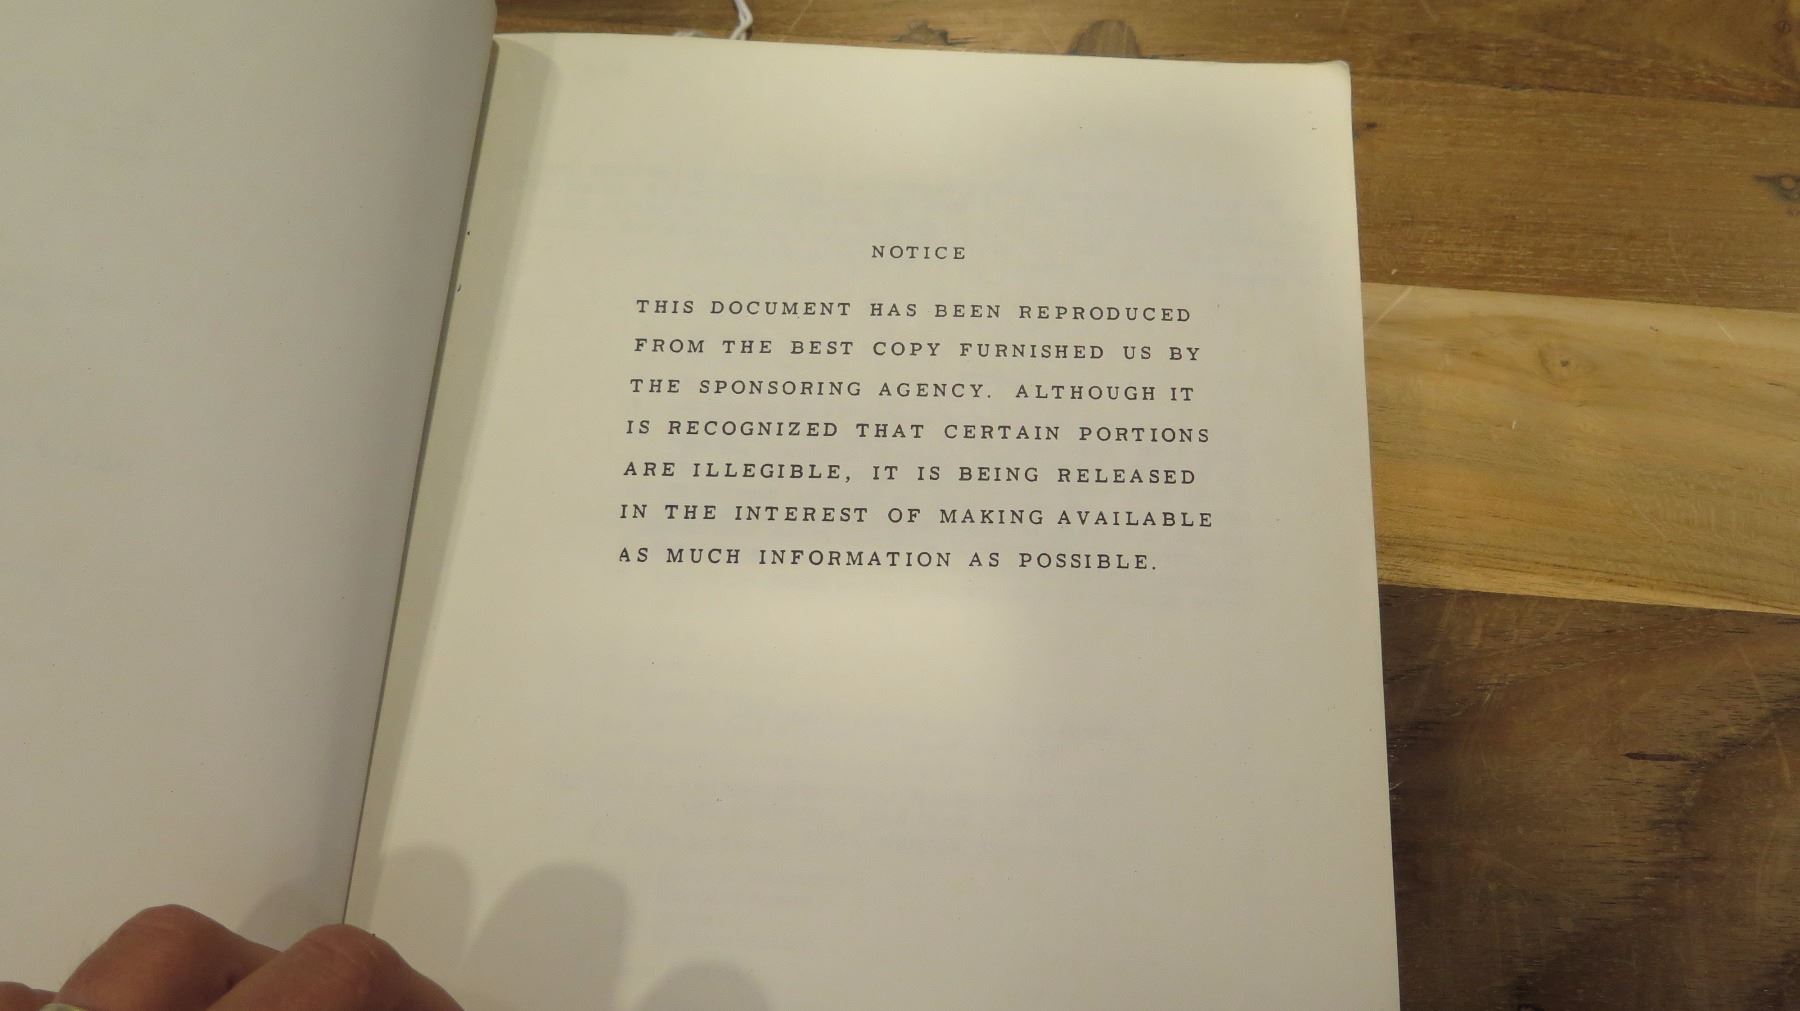 NOTICE
THIS DOCUMENT HAS BEEN REPRODUCED
FROM THE BEST COPY FURNISHED US BY
THE SPONSORING AGENCY. ALTHOUGH IT
IS RECOGNIZED THAT CERTAIN PORTIONS
ARE ILLEGIBLE, IT IS BEING RELEASED
IN THE INTEREST OF MAKING AVAILABLE
AS MUCH INFORMATION AS POSSIBLE.